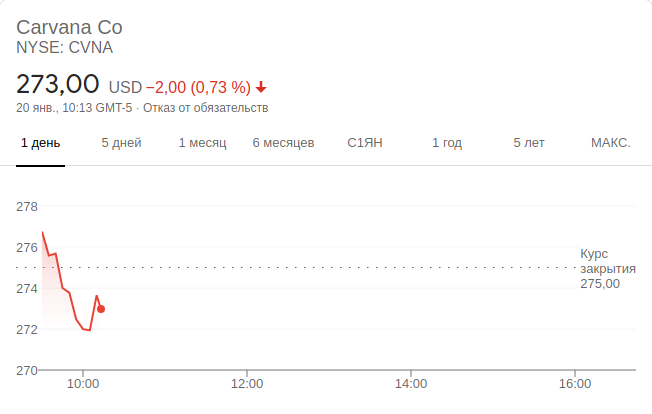 Carvana Co
NYSE: CVNA
273,00 USD −2,00 (0,73 %)
20 янв., 10:13 GMT-5 · Отказ от обязательств
1 день 5 дней 1 месяц 6 месяцев С1ЯН 1 год 5 лет МАКС.
278
276
274
272
270
Курс
закрытия
275,00
10:00 12:00 14:00 16:00